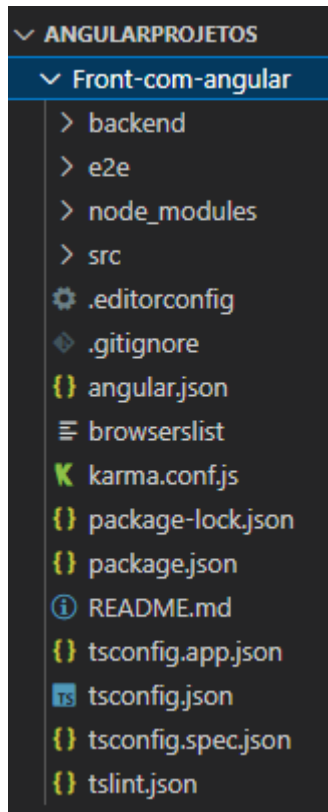 ANGULARPROJETOS
Front-com-angular
backend
e2e
node_modules
src
.editorconfig
.gitignore
angular.json
browserslist
karma.conf.js
package-lock.json
package.json
README.md
tsconfig.app.json
tsconfig.json
tsconfig.spec.json
tslint.json